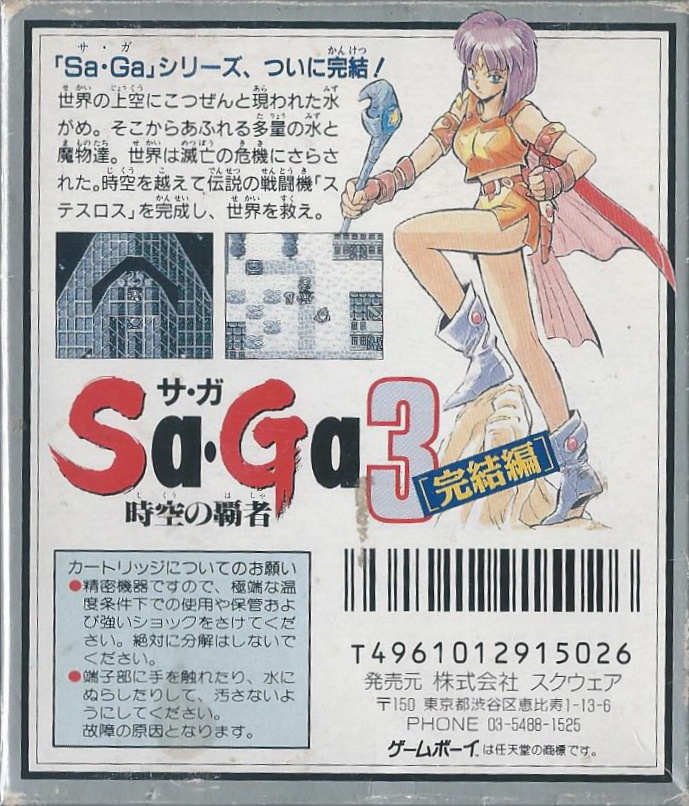 サ・ガ
「Sa・Ga」シリーズ、ついに完結！
世界の上空にこつぜんと現われた水
がめ。そこからあふれる多量の水と
魔物達。世界は滅亡の危機にさらさ
れた。時空を越えて伝説の戦闘機「ス
テスロス」を完成し、世界を救え。
サ・ガ
Sa・Ga3
[完結編]
時空の覇者
カートリッジについてのお願い
●精密機器ですので、極端な温
度条件下での使用や保管およ
び強いショックをさけてくだ
さい。絶対に分解はしないで
ください。
●端子部に手を触れたり、水に
ぬらしたりして、汚さないよ
うにしてください。
故障の原因となります。
T4961012915026
発売元 株式会社 スクウェア
〒150 東京都渋谷区恵比寿1-13-6
PHONE 03-5488-1525
ゲームボーイ は任天堂の商標です。